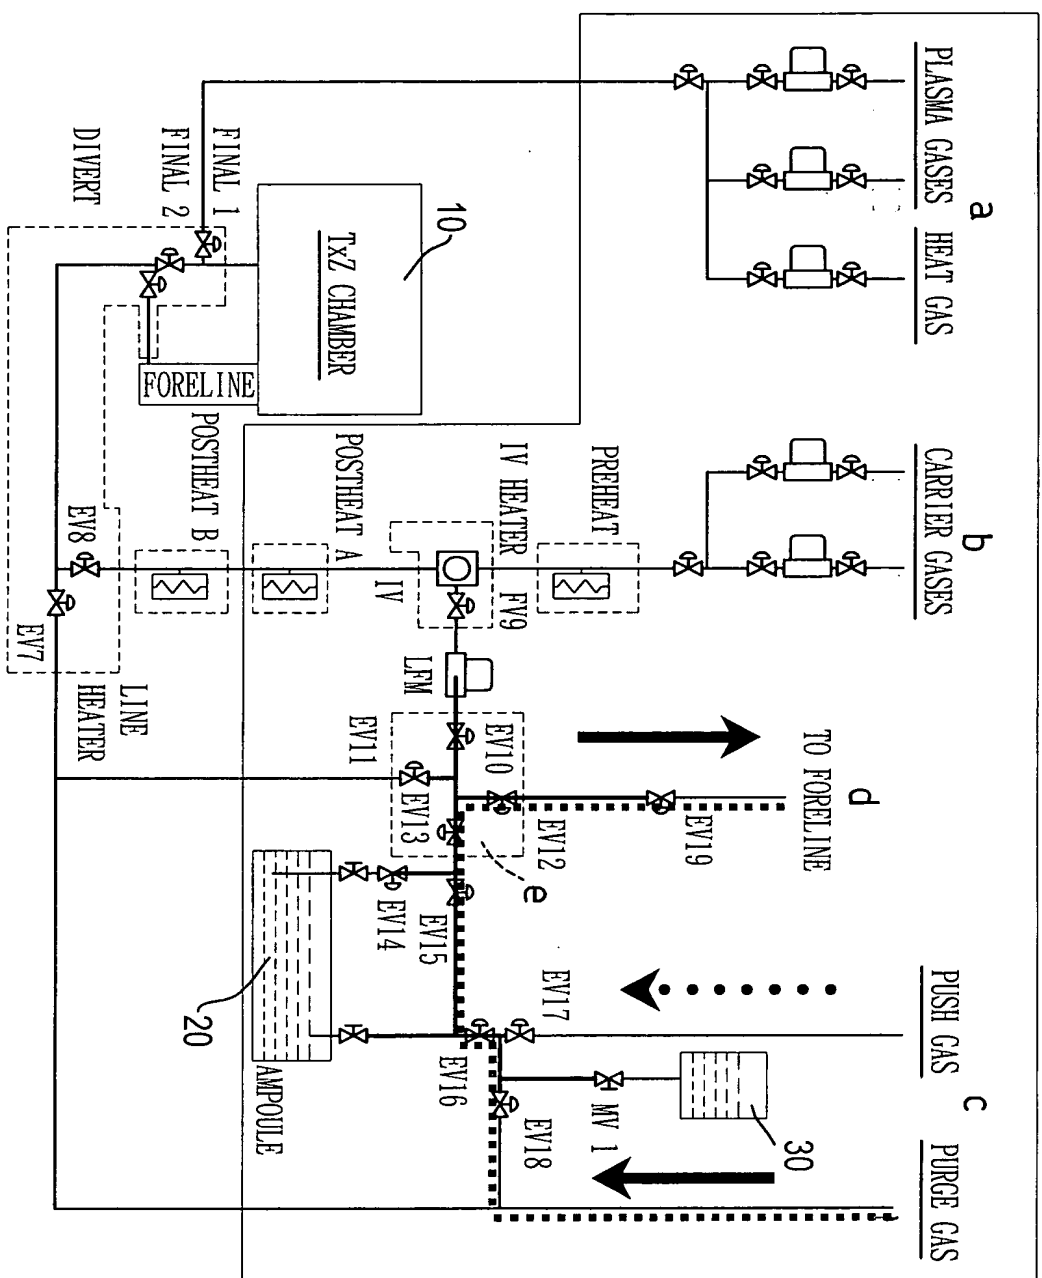 PLASMA GASES
HEAT GAS
CARRIER GASES
TO FORELINE
PUSH GAS
PURGE GAS
a
b
d
c
10
TxZ CHAMBER
FINAL 1
FINAL 2
DIVERT
FORELINE
PREHEAT
IV HEATER
FV9
IV
POSTHEAT A
POSTHEAT B
EV8
EV7
LINE
HEATER
LFM
EV10
EV11
EV13
EV12
EV19
e
EV14
EV15
EV17
EV16
EV18
MV 1
30
20
AMPOULE